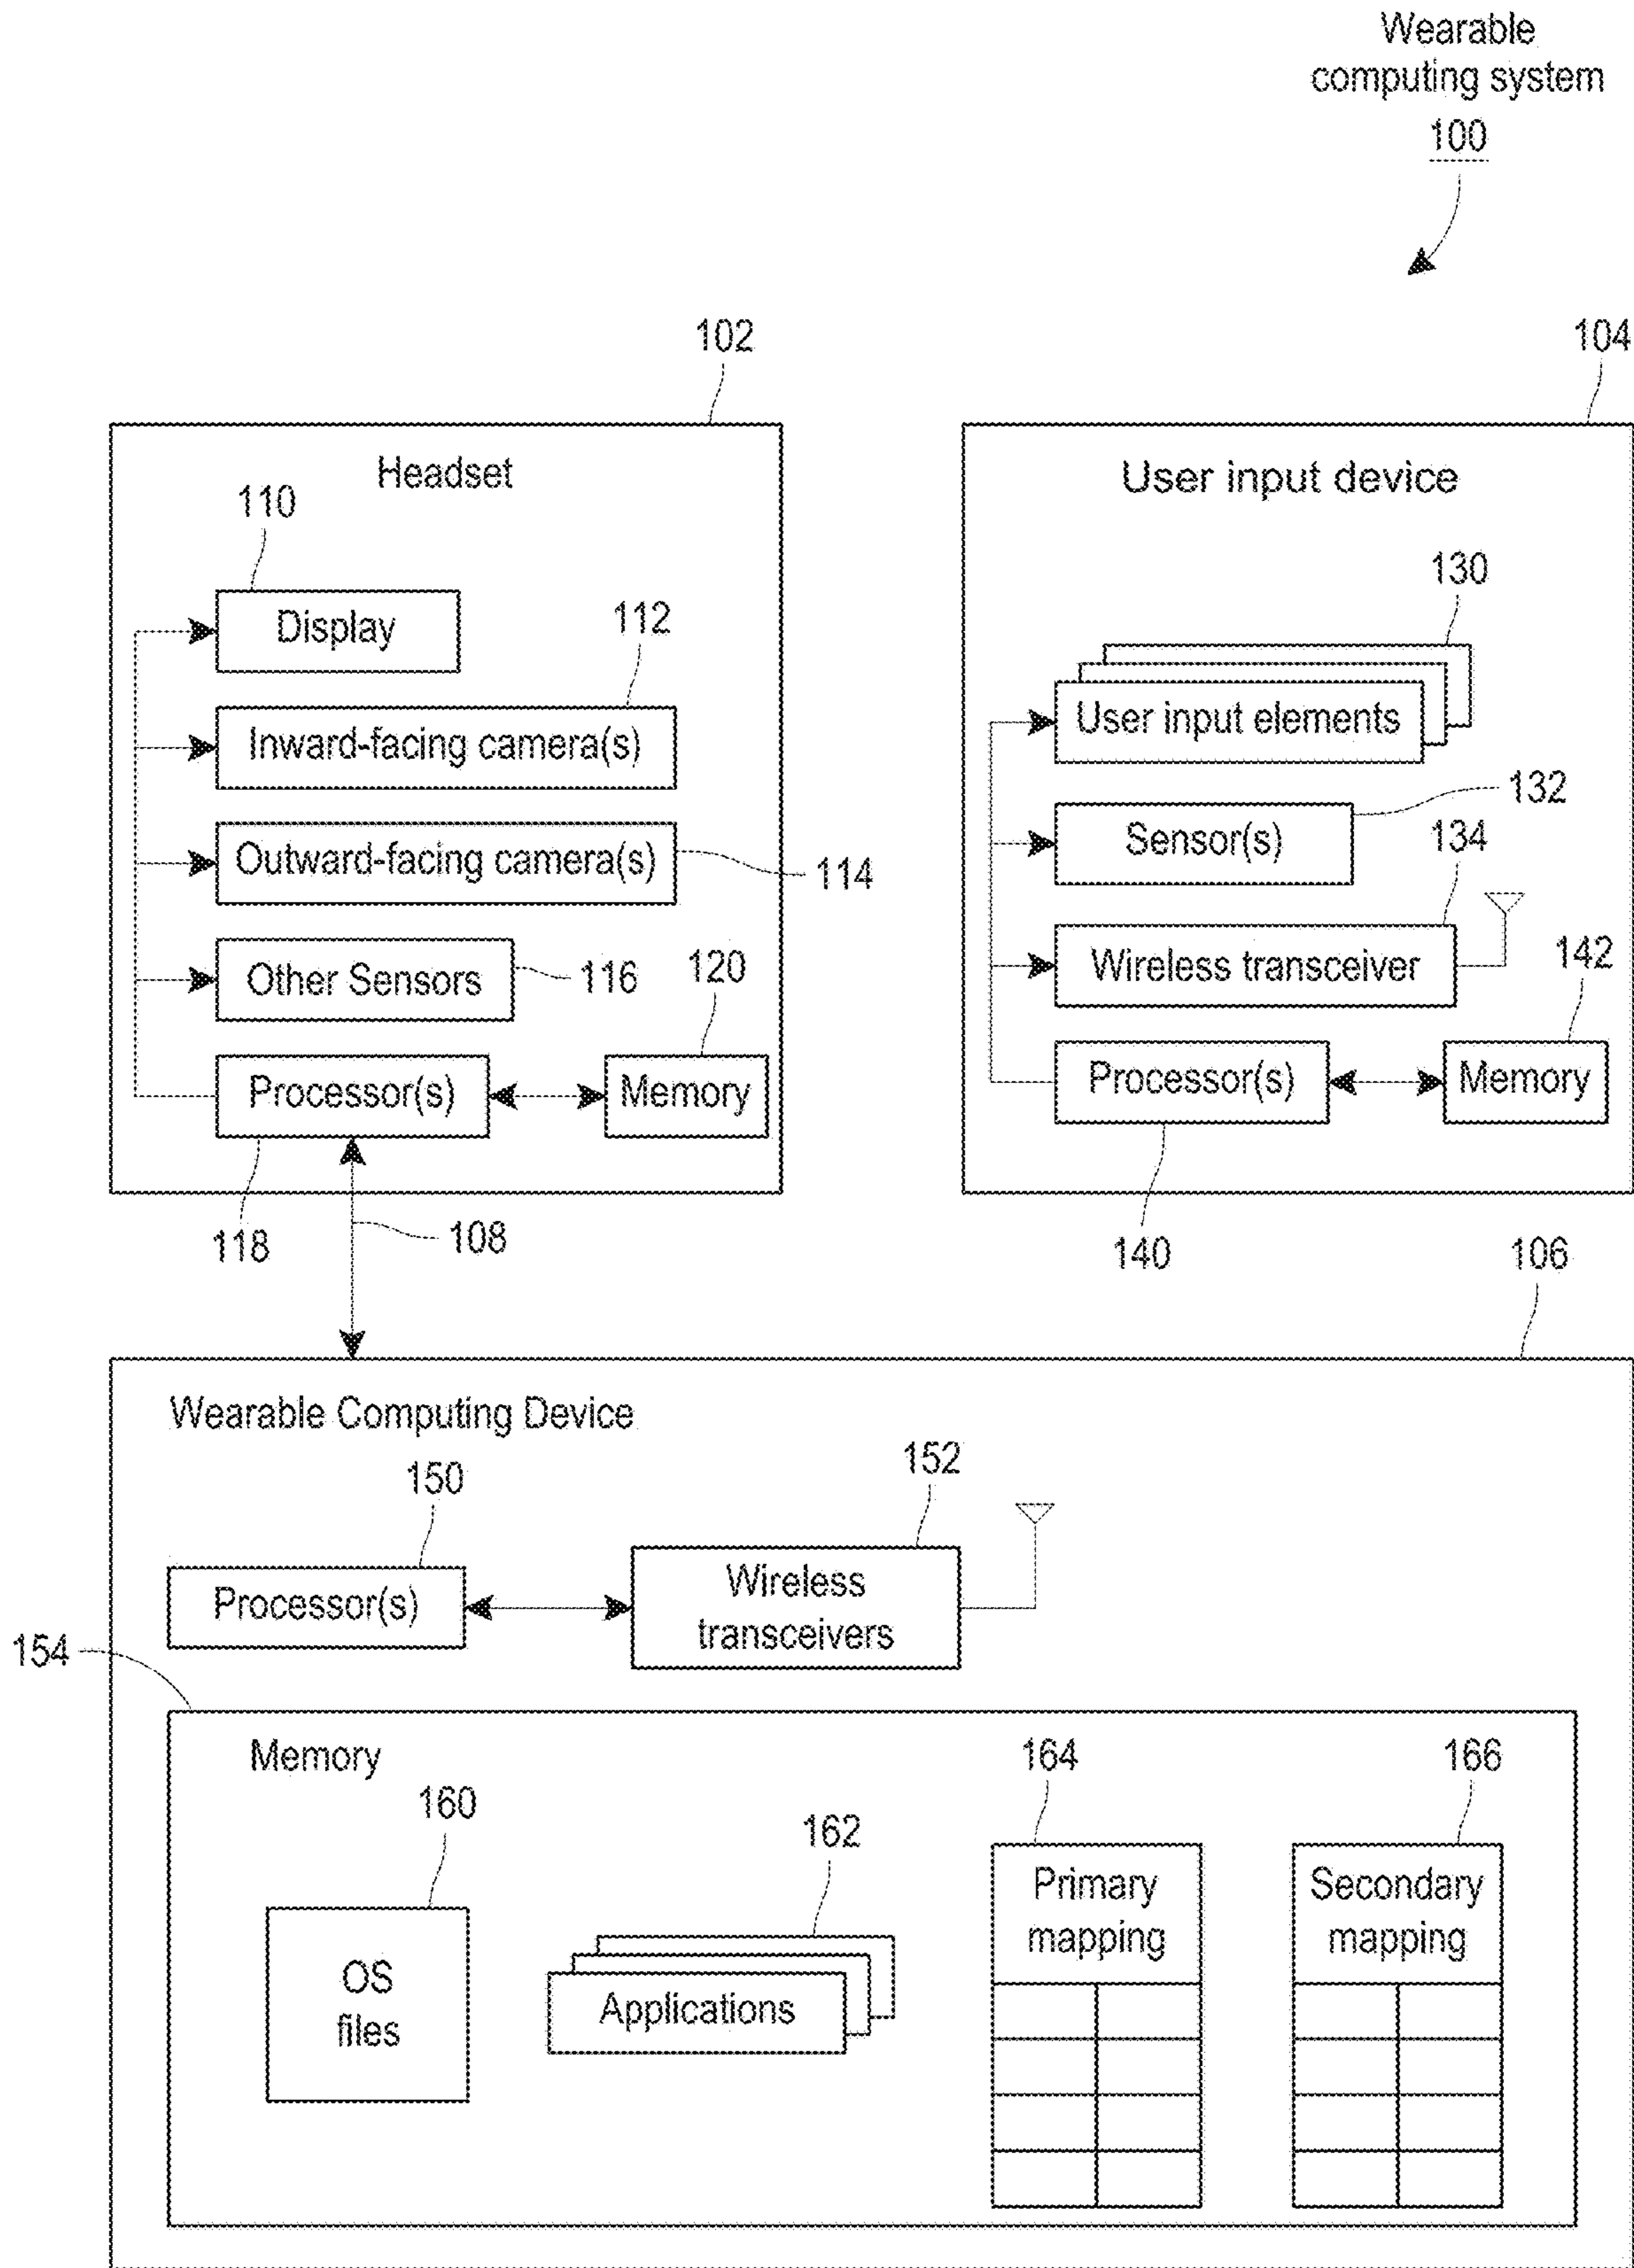 Wearable
computing system
100
102
104
Headset
110
Display
112
Inward-facing camera(s)
Outward-facing camera(s)
114
Other Sensors
116
120
Processor(s)
Memory
118
108
User input device
130
User input elements
132
Sensor(s)
134
Wireless transceiver
142
Processor(s)
Memory
140
106
Wearable Computing Device
150
152
Processor(s)
Wireless
transceivers
154
Memory
160
OS
files
162
Applications
164
Primary
mapping
166
Secondary
mapping